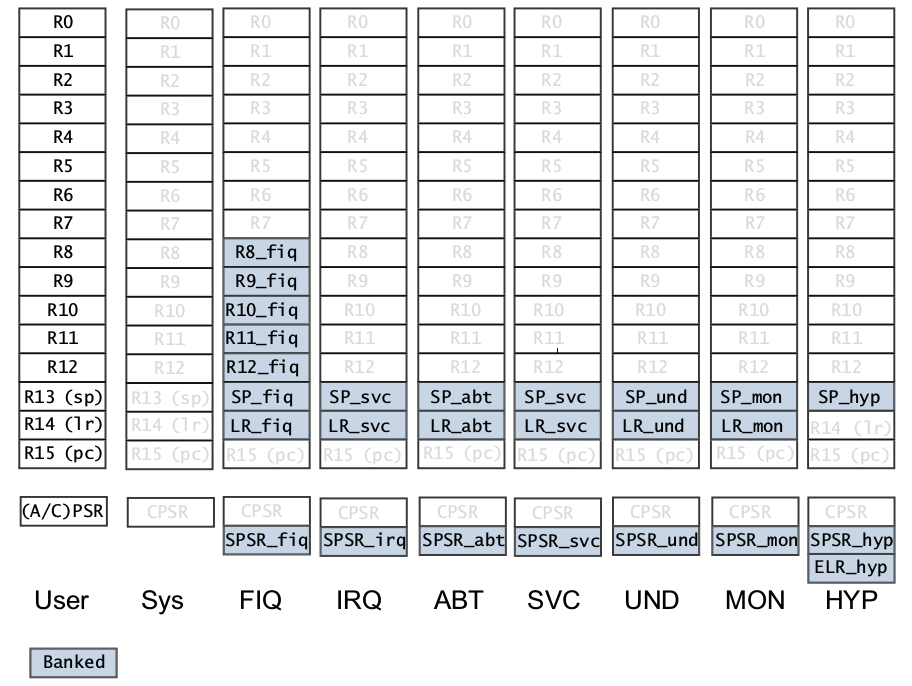 R0 R0 R0 R0 R0 R0 R0 R0 R0
R1 R1 R1 R1 R1 R1 R1 R1 R1
R2 R2 R2 R2 R2 R2 R2 R2 R2
R3 R3 R3 R3 R3 R3 R3 R3 R3
R4 R4 R4 R4 R4 R4 R4 R4 R4
R5 R5 R5 R5 R5 R5 R5 R5 R5
R6 R6 R6 R6 R6 R6 R6 R6 R6
R7 R7 R7 R7 R7 R7 R7 R7 R7
R8 R8 R8_fiq R8 R8 R8 R8 R8 R8
R9 R9 R9_fiq R9 R9 R9 R9 R9 R9
R10 R10 R10_fiq R10 R10 R10 R10 R10 R10
R11 R11 R11_fiq R11 R11 R11 R11 R11 R11
R12 R12 R12_fiq R12 R12 R12 R12 R12 R12
R13 (sp) R13 (sp) SP_fiq SP_svc SP_abt SP_svc SP_und SP_mon SP_hyp
R14 (lr) R14 (lr) LR_fiq LR_svc LR_abt LR_svc LR_und LR_mon R14 (lr)
R15 (pc) R15 (pc) R15 (pc) R15 (pc) R15 (pc) R15 (pc) R15 (pc) R15 (pc) R15 (pc)
(A/C)PSR CPSR CPSR CPSR CPSR CPSR CPSR CPSR CPSR
SPSR_fiq SPSR_irq SPSR_abt SPSR_svc SPSR_und SPSR_mon SPSR_hyp
ELR_hyp
User Sys FIQ IRQ ABT SVC UND MON HYP
Banked